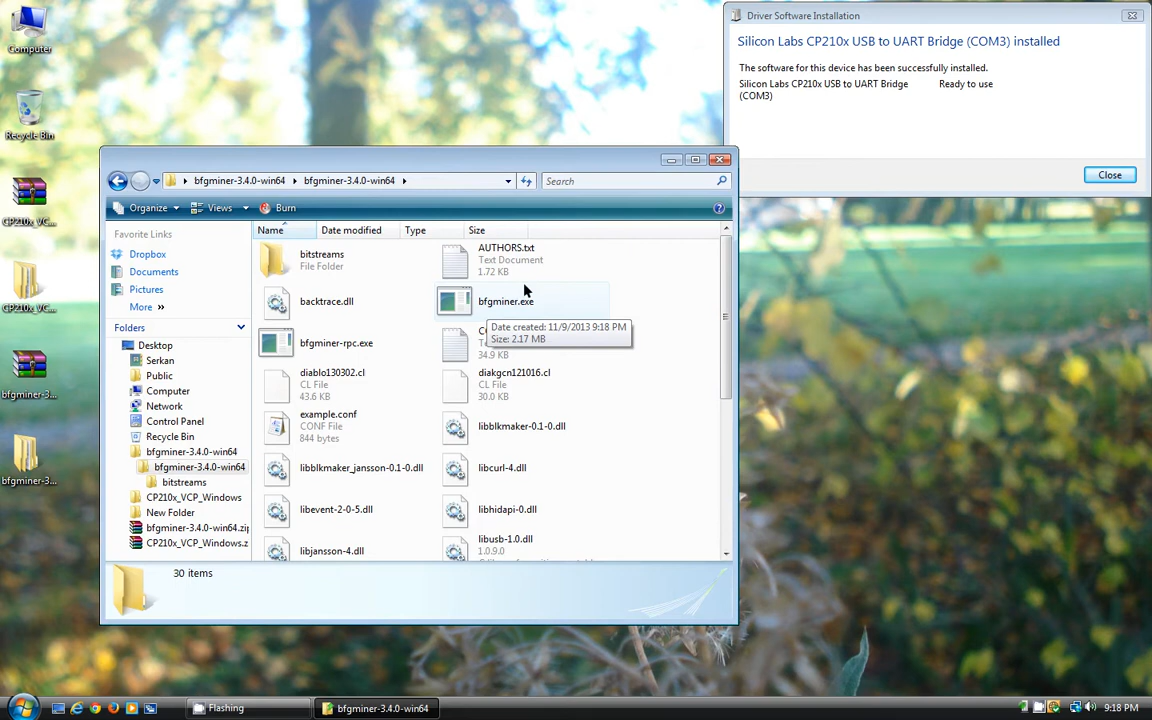 Computer
Recycle Bin
CP210x_VC...
CP210x_VC...
bfgminer-3...
bfgminer-3...
Driver Software Installation
Silicon Labs CP210x USB to UART Bridge (COM3) installed
The software for this device has been successfully installed.
Silicon Labs CP210x USB to UART Bridge (COM3) Ready to use
Close
bfgminer-3.4.0-win64 bfgminer-3.4.0-win64
Search
Organize Views Burn
Favorite Links
Dropbox
Documents
Pictures
More »
Folders
Desktop
Serkan
Public
Computer
Network
Control Panel
Recycle Bin
bfgminer-3.4.0-win64
bfgminer-3.4.0-win64
bitstreams
CP210x_VCP_Windows
New Folder
bfgminer-3.4.0-win64.zip
CP210x_VCP_Windows.z
Name Date modified Type Size
bitstreams
File Folder
AUTHORS.txt
Text Document
1.72 KB
backtrace.dll
bfgminer.exe
Date created: 11/9/2013 9:18 PM
Size: 2.17 MB
bfgminer-rpc.exe
34.9 KB
diablo130302.cl
CL File
43.6 KB
diakgcn121016.cl
CL File
30.0 KB
example.conf
CONF File
844 bytes
libblkmaker-0.1-0.dll
libblkmaker_jansson-0.1-0.dll
libcurl-4.dll
libevent-2-0-5.dll
libhidapi-0.dll
libjansson-4.dll
libusb-1.0.dll
1.0.9.0
30 items
Flashing
bfgminer-3.4.0-win64
9:18 PM